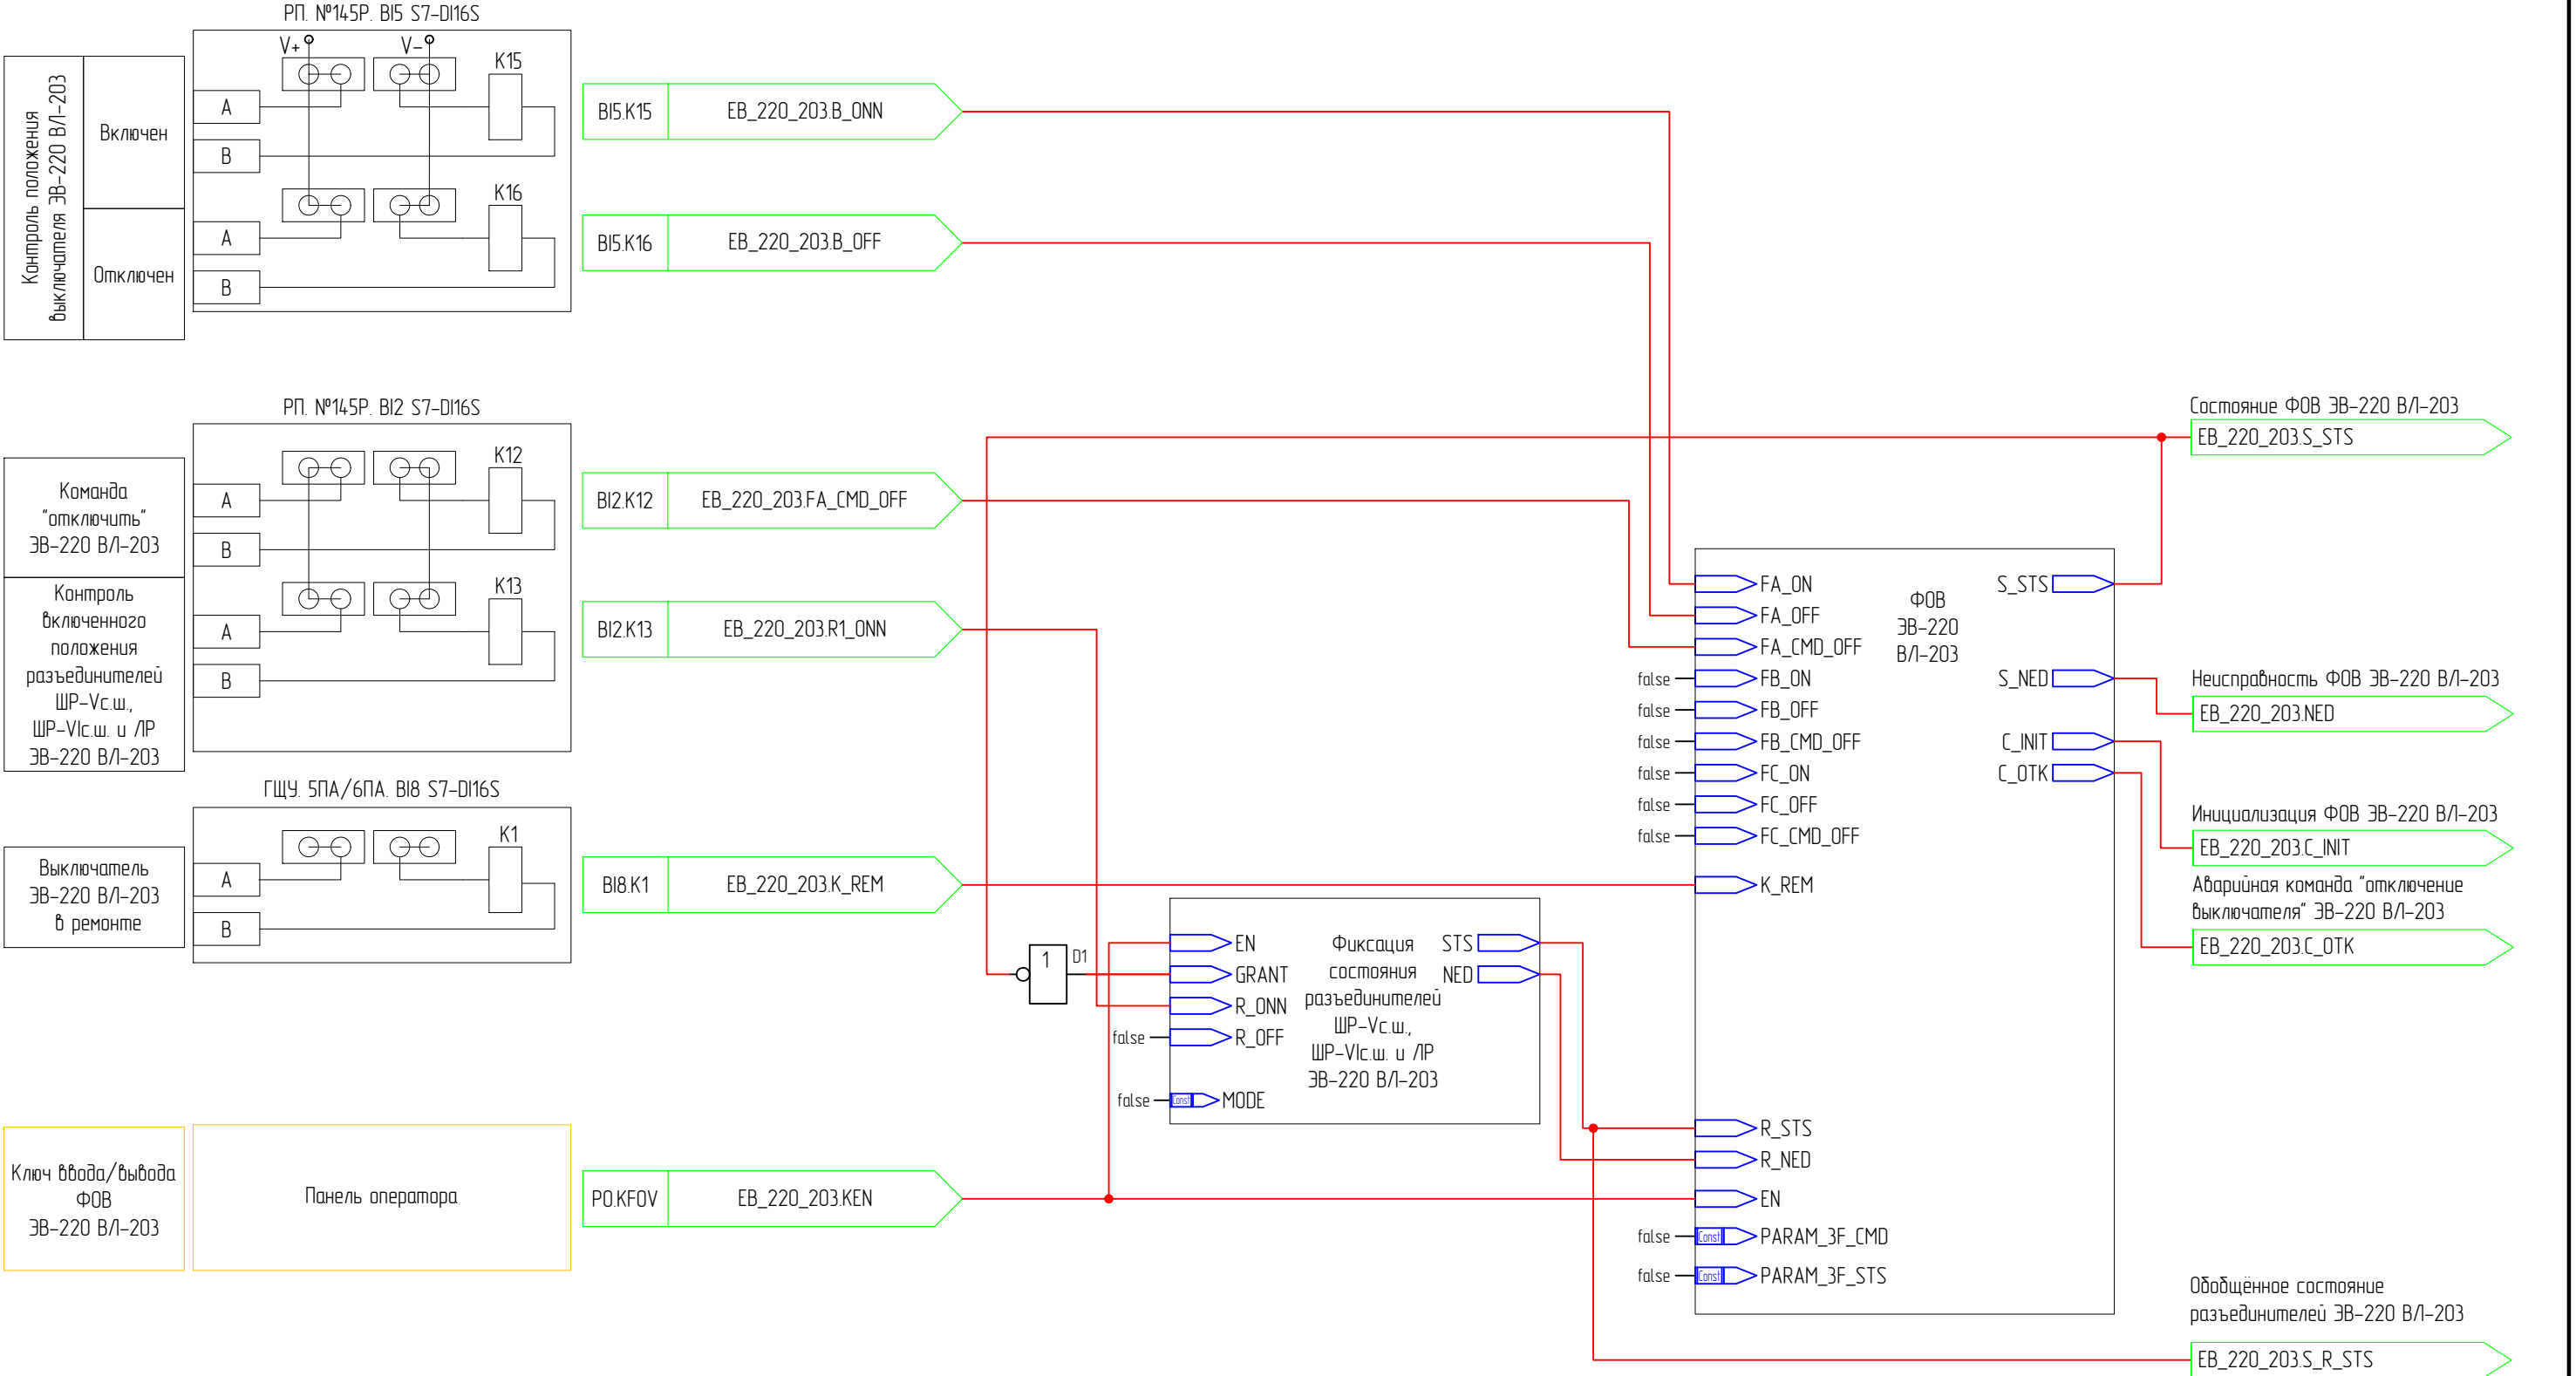 РП. №145Р. BI5 S7-DI16S
Контроль положения
выключателя ЭВ-220 ВЛ-203
Включен
Отключен
V+
V-
K15
A
B
K16
A
B
BI5.K15
EB_220_203.B_ONN
BI5.K16
EB_220_203.B_OFF
РП. №145Р. BI2 S7-DI16S
Команда
"отключить"
ЭВ-220 ВЛ-203
Контроль
включенного
положения
разъединителей
ШР-Vс.ш.,
ШР-VIс.ш. и ЛР
ЭВ-220 ВЛ-203
K12
A
B
K13
A
B
BI2.K12
EB_220_203.FA_CMD_OFF
BI2.K13
EB_220_203.R1_ONN
ГЩУ. 5ПА/6ПА. BI8 S7-DI16S
Выключатель
ЭВ-220 ВЛ-203
в ремонте
K1
A
B
BI8.K1
EB_220_203.K_REM
Ключ ввода/вывода
ФОВ
ЭВ-220 ВЛ-203
Панель оператора
PO.KFOV
EB_220_203.KEN
1
D1
EN
GRANT
R_ONN
false
R_OFF
false
Const
MODE
Фиксация
состояния
разъединителей
ШР-Vс.ш.,
ШР-VIс.ш. и ЛР
ЭВ-220 ВЛ-203
STS
NED
ФОВ
ЭВ-220
ВЛ-203
FA_ON
FA_OFF
FA_CMD_OFF
false
FB_ON
false
FB_OFF
false
FB_CMD_OFF
false
FC_ON
false
FC_OFF
false
FC_CMD_OFF
K_REM
R_STS
R_NED
EN
false
Const
PARAM_3F_CMD
false
Const
PARAM_3F_STS
S_STS
S_NED
C_INIT
C_OTK
Состояние ФОВ ЭВ-220 ВЛ-203
EB_220_203.S_STS
Неисправность ФОВ ЭВ-220 ВЛ-203
EB_220_203.NED
Инициализация ФОВ ЭВ-220 ВЛ-203
EB_220_203.C_INIT
Аварийная команда "отключение
выключателя" ЭВ-220 ВЛ-203
EB_220_203.C_OTK
Обобщённое состояние
разъединителей ЭВ-220 ВЛ-203
EB_220_203.S_R_STS